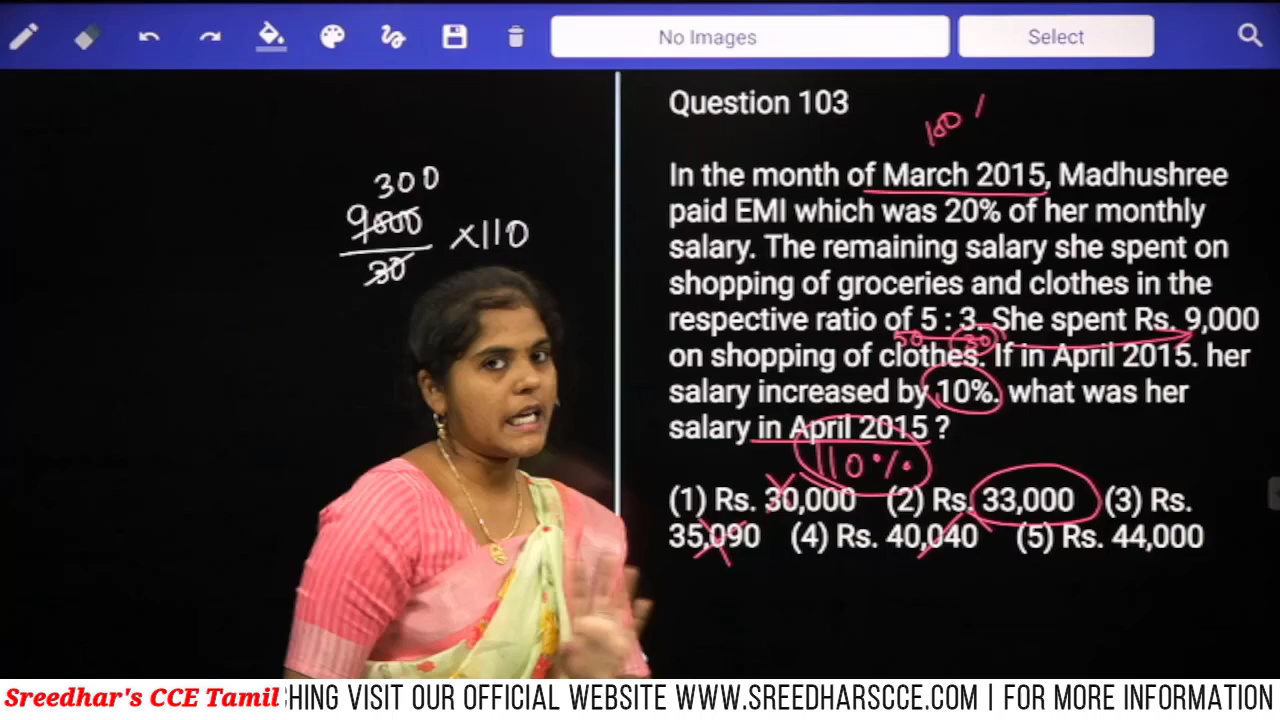 No Images
Select
Question 103
100 %
In the month of March 2015, Madhushree
paid EMI which was 20% of her monthly
salary. The remaining salary she spent on
shopping of groceries and clothes in the
respective ratio of 5 : 3. She spent Rs. 9,000
50 30
on shopping of clothes. If in April 2015. her
salary increased by 10%. what was her
salary in April 2015 ?
110%
(1) Rs. 30,000 (2) Rs. 33,000 (3) Rs.
35,090 (4) Rs. 40,040 (5) Rs. 44,000
300
9000
×110
30
Sreedhar's CCE Tamil
CHING VISIT OUR OFFICIAL WEBSITE WWW.SREEDHARSCCE.COM | FOR MORE INFORMATION